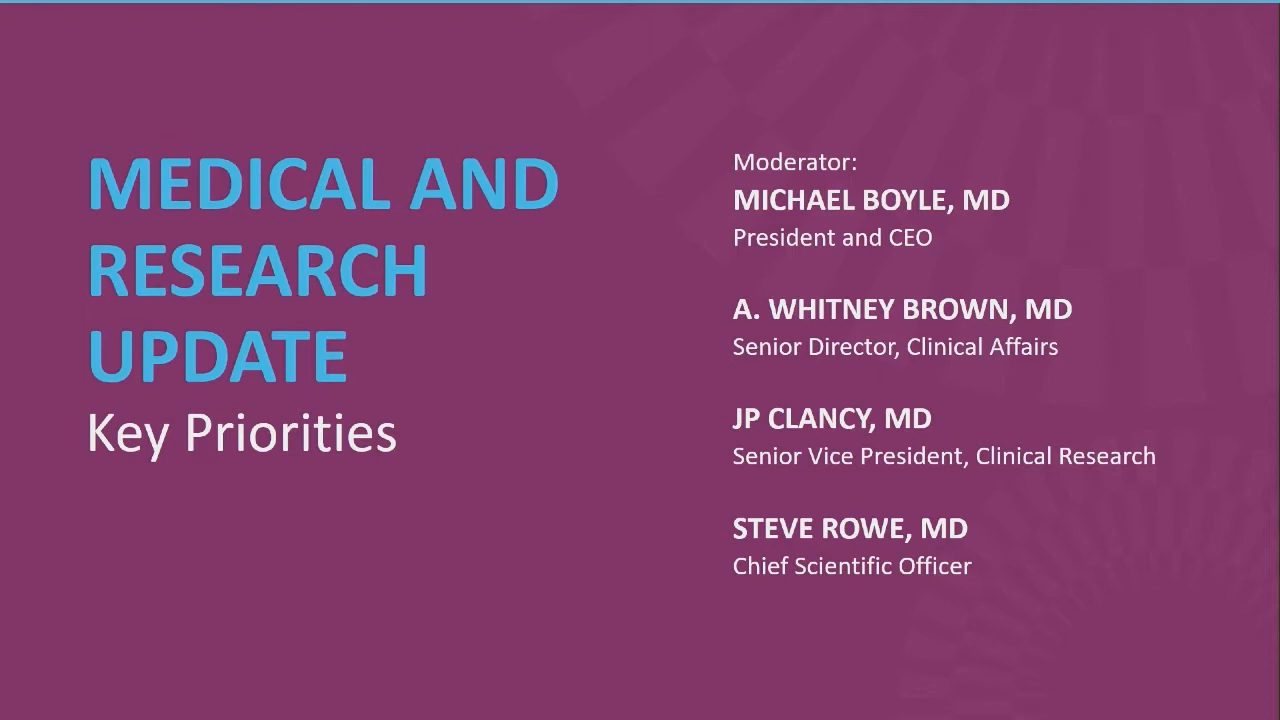 MEDICAL AND
RESEARCH
UPDATE
Key Priorities
Moderator:
MICHAEL BOYLE, MD
President and CEO
A. WHITNEY BROWN, MD
Senior Director, Clinical Affairs
JP CLANCY, MD
Senior Vice President, Clinical Research
STEVE ROWE, MD
Chief Scientific Officer